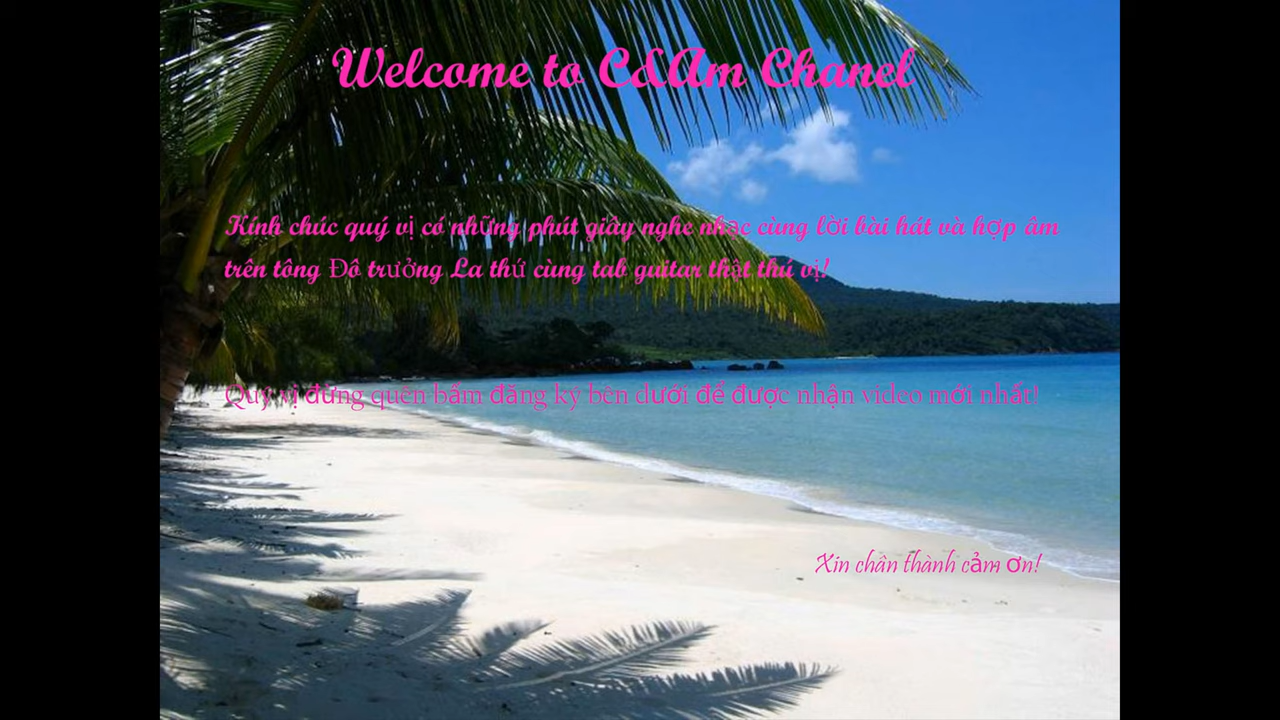 Welcome to C&Am Chanel
Kính chúc quý vị có những phút giây nghe nhạc cùng lời bài hát và hợp âm
trên tông Đô trưởng La thứ cùng tab guitar thật thú vị!
Quý vị đừng quên bấm đăng ký bên dưới để được nhận video mới nhất!
Xin chân thành cảm ơn!